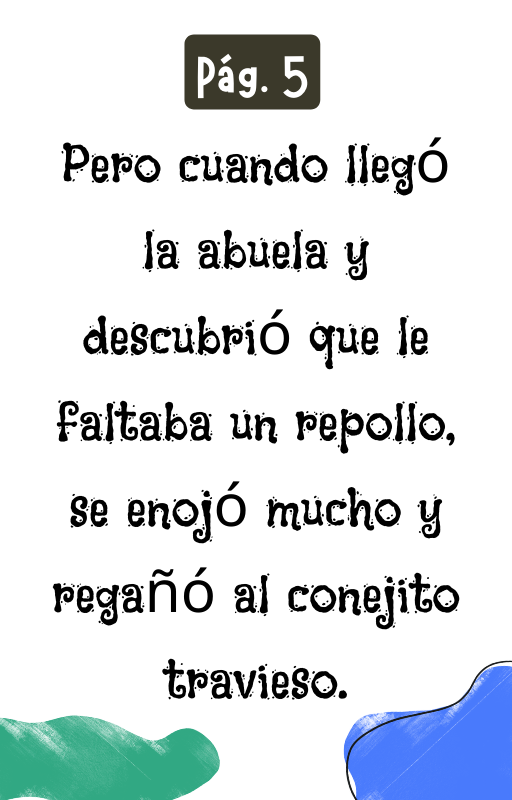 Pág. 5
Pero cuando llegó
la abuela y
descubrió que le
faltaba un repollo,
se enojó mucho y
regañó al conejito
travieso.